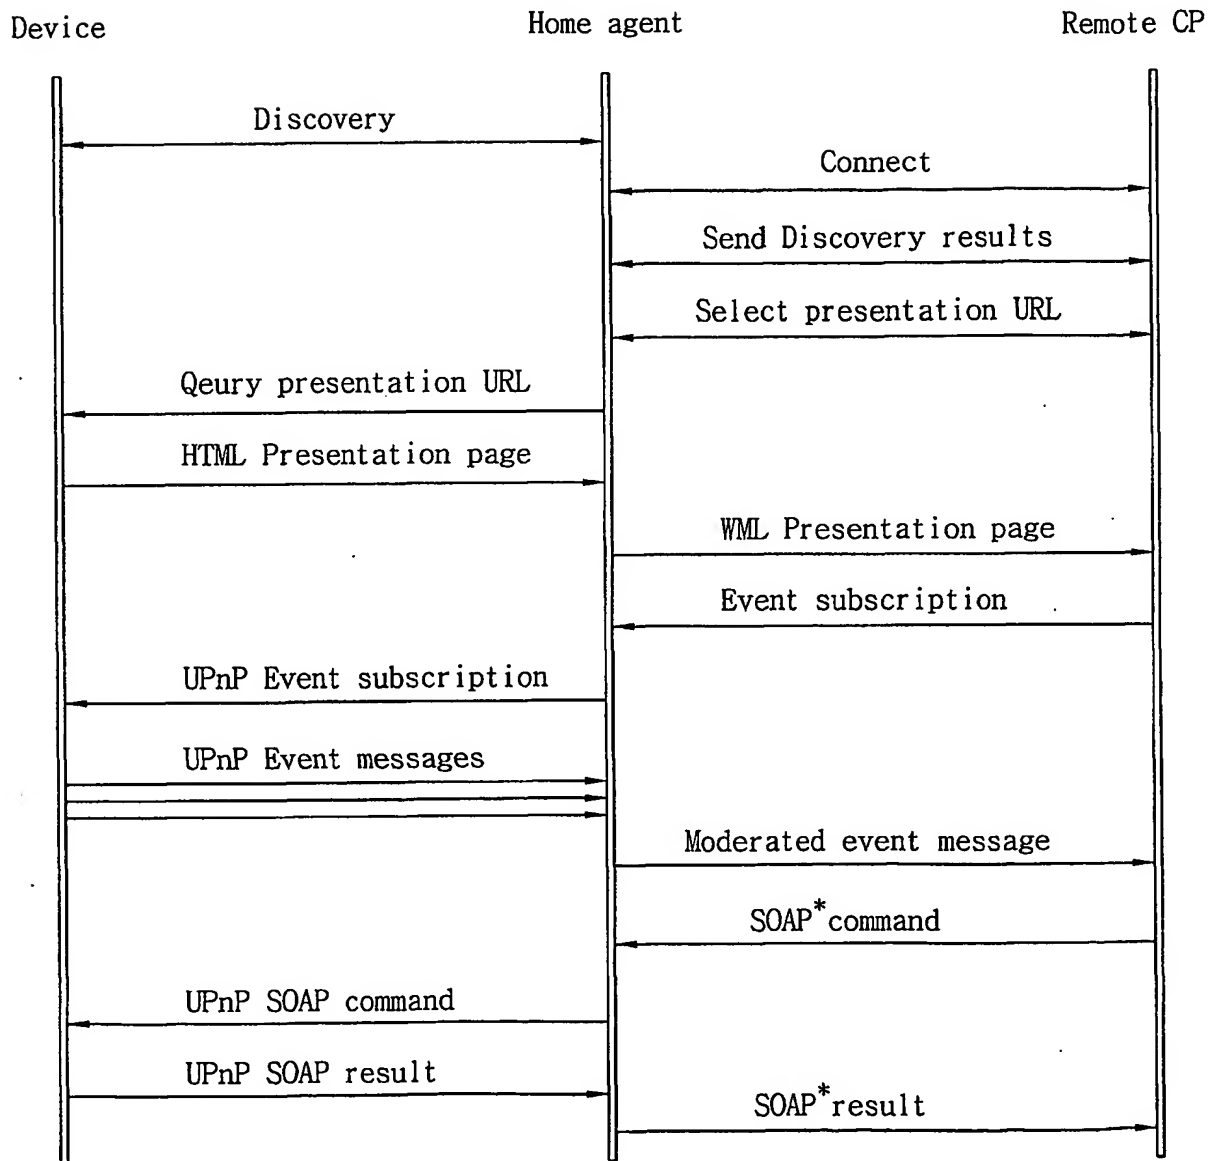 Device
Home agent
Remote CP
Discovery
Connect
Send Discovery results
Select presentation URL
Qeury presentation URL
HTML Presentation page
WML Presentation page
Event subscription
UPnP Event subscription
UPnP Event messages
Moderated event message
SOAP*command
UPnP SOAP command
UPnP SOAP result
SOAP*result